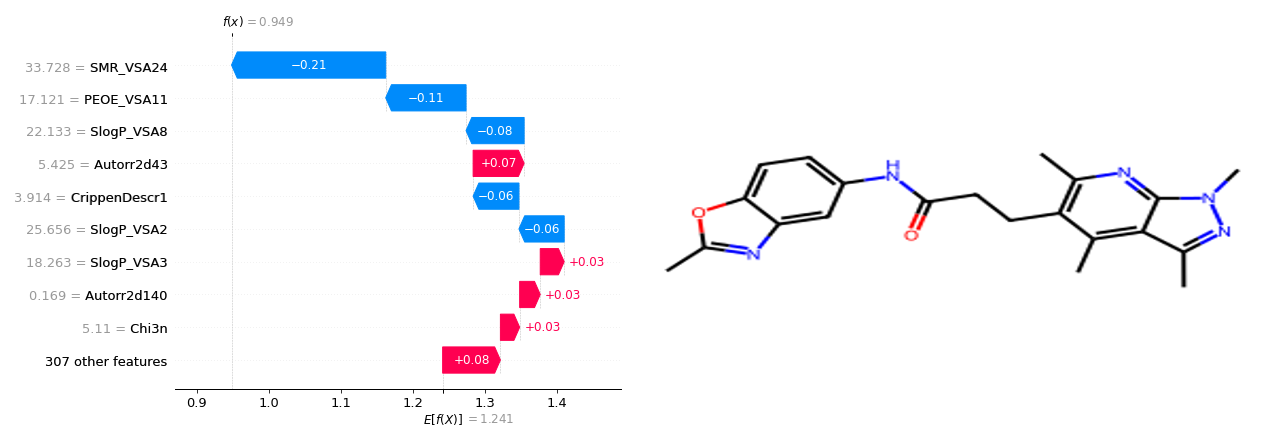 f(x) = 0.949
33.728 = SMR_VSA24
−0.21
17.121 = PEOE_VSA11
−0.11
22.133 = SlogP_VSA8
−0.08
5.425 = Autorr2d43
+0.07
3.914 = CrippenDescr1
−0.06
25.656 = SlogP_VSA2
−0.06
18.263 = SlogP_VSA3
+0.03
0.169 = Autorr2d140
+0.03
5.11 = Chi3n
+0.03
307 other features
+0.08
0.9 1.0 1.1 1.2 1.3 1.4
E[f(X)] = 1.241
H
N
O
N
O
N
N
N